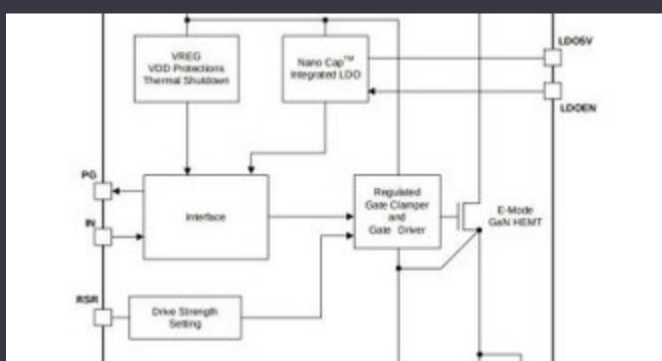 VREG
VDD Protections
Thermal Shutdown
Nano Cap™
Integrated LDO
LDO5V
LDOEN
PG
IN
Interface
Regulated
Gate Clamper
and
Gate Driver
E-Mode
GaN HEMT
RSR
Drive Strength
Setting